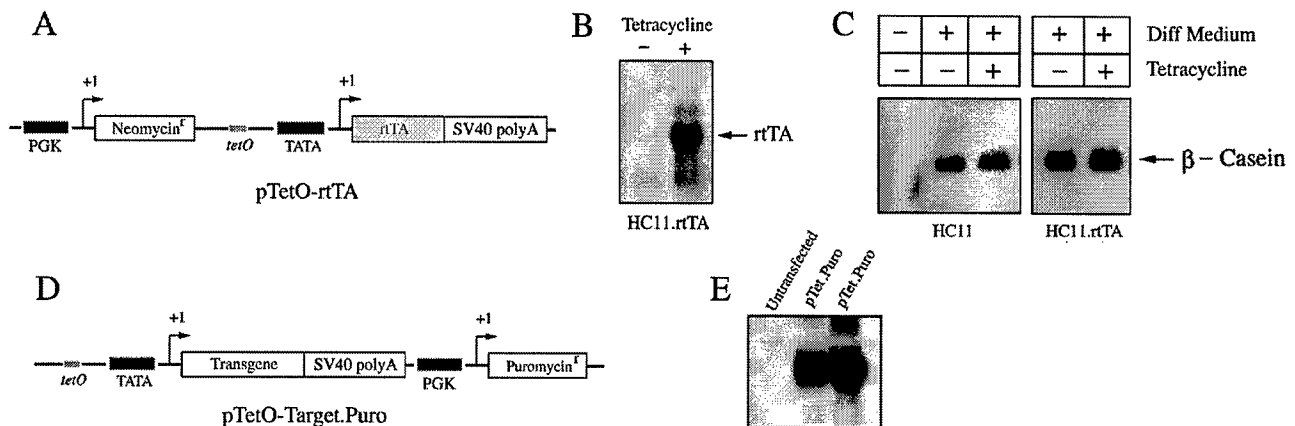 A
+1
+1
Neomycin^r
rtTA
SV40 polyA
PGK
tetO
TATA
pTetO-rtTA
B
Tetracycline
- +
rtTA
HC11.rtTA
C
- + + + + Diff Medium
- - + - + Tetracycline
β - Casein
HC11
HC11.rtTA
D
+1
+1
Transgene
SV40 polyA
Puromycin^r
tetO
TATA
PGK
pTetO-Target.Puro
E
Untransfected
pTet.Puro
pTet.Puro